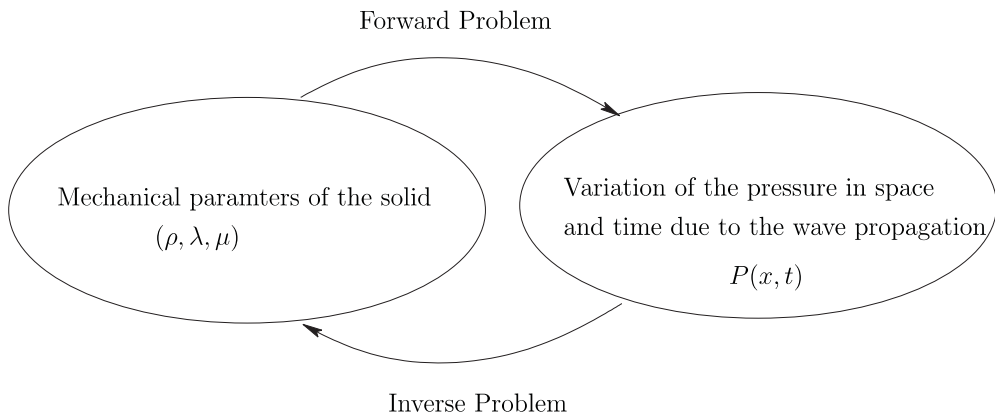 Forward Problem
Mechanical paramters of the solid
(ρ, λ, μ)
Variation of the pressure in space
and time due to the wave propagation
P(x, t)
Inverse Problem